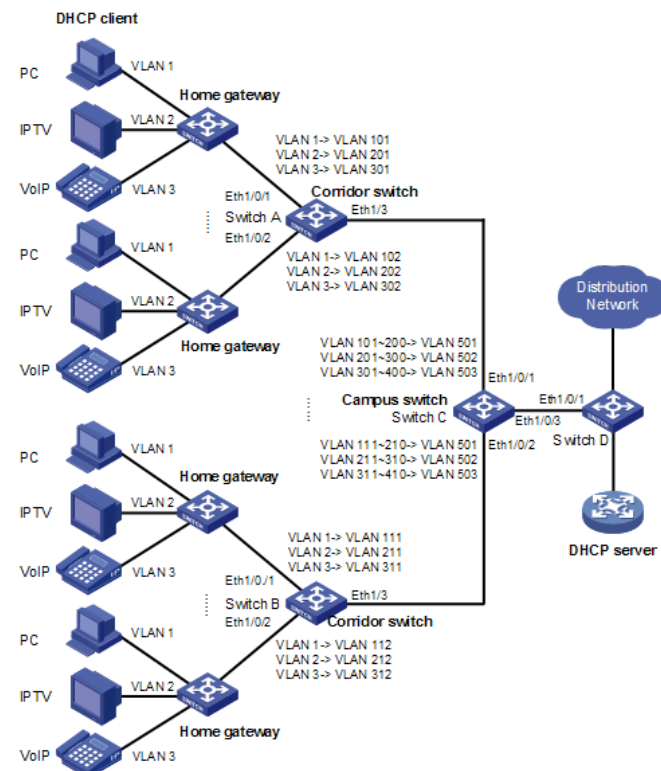 DHCP client
PC
VLAN 1
Home gateway
IPTV
VLAN 2
VLAN 1-> VLAN 101
VLAN 2-> VLAN 201
VLAN 3-> VLAN 301
VoIP
VLAN 3
Eth1/0/1
Corridor switch
Switch A
Eth1/3
Eth1/0/2
PC
VLAN 1
VLAN 1-> VLAN 102
VLAN 2-> VLAN 202
VLAN 3-> VLAN 302
IPTV
VLAN 2
Home gateway
VoIP
VLAN 3
Distribution
Network
VLAN 101~200-> VLAN 501
VLAN 201~300-> VLAN 502
VLAN 301~400-> VLAN 503
Eth1/0/1
Eth1/0/1
Campus switch
Switch C
Eth1/0/3
Eth1/0/2
Switch D
VLAN 111~210-> VLAN 501
VLAN 211~310-> VLAN 502
VLAN 311~410-> VLAN 503
DHCP server
PC
VLAN 1
Home gateway
IPTV
VLAN 2
VLAN 1-> VLAN 111
VLAN 2-> VLAN 211
VLAN 3-> VLAN 311
VoIP
VLAN 3
Eth1/0./1
Switch B
Eth1/3
Eth1/0/2
Corridor switch
PC
VLAN 1
VLAN 1-> VLAN 112
VLAN 2-> VLAN 212
VLAN 3-> VLAN 312
IPTV
VLAN 2
Home gateway
VoIP
VLAN 3
SWITCH
SWITCH
SWITCH
SWITCH
SWITCH
SWITCH
SWITCH
SWITCH